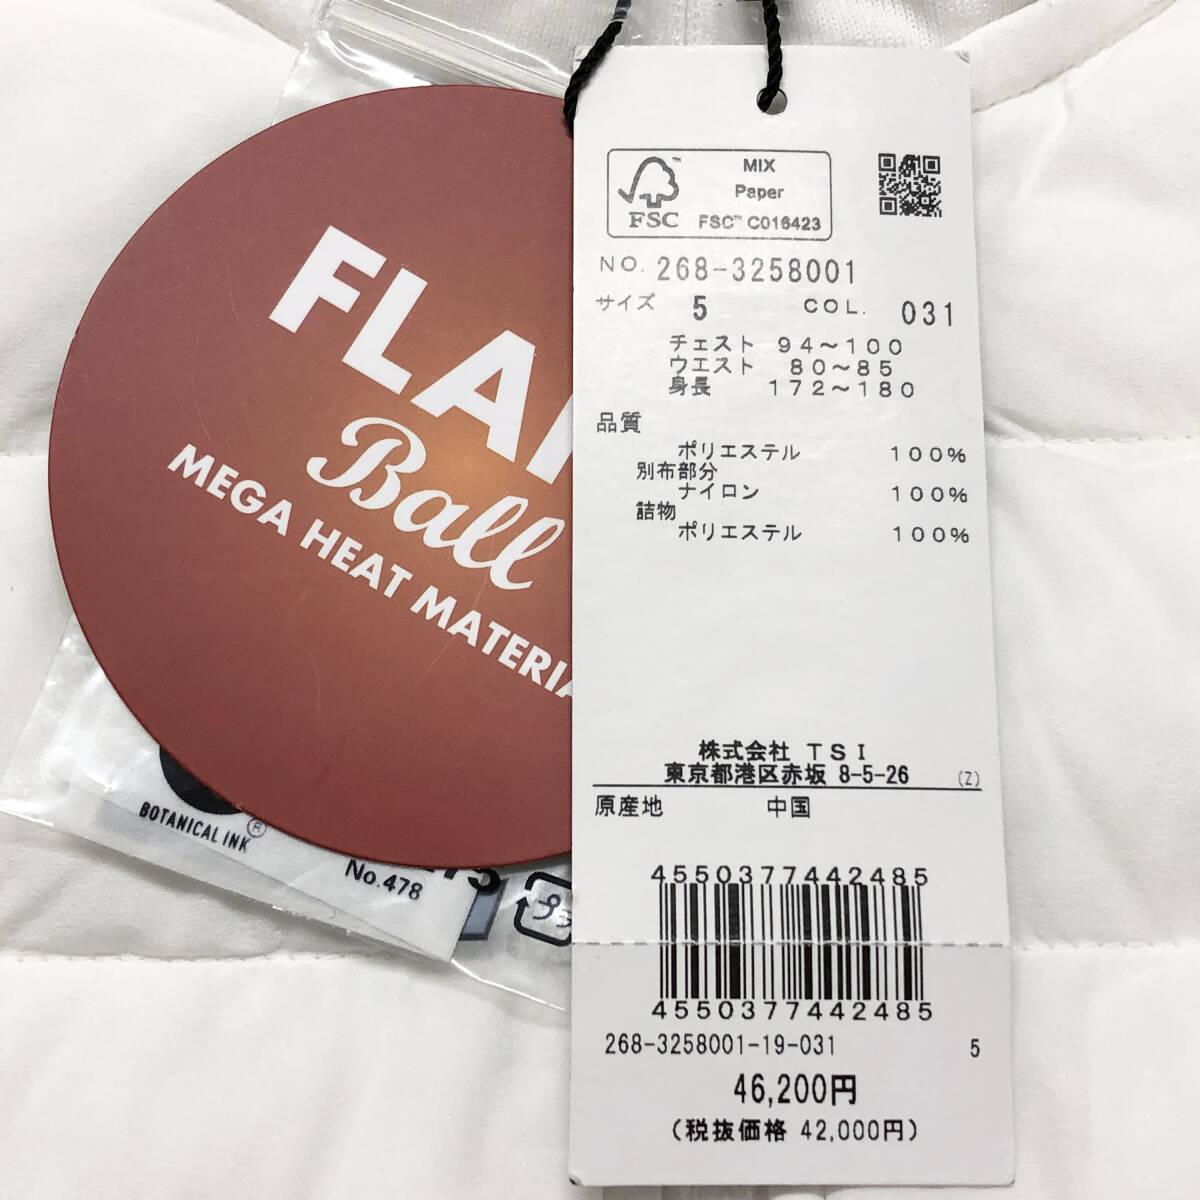 FLA
Ball
MEGA HEAT MATERIA
BOTANICAL INK®
No.478
プラ
FSC™
MIX
Paper
FSC™ C016423
NO. 268-3258001
サイズ 5 COL. 031
チェスト 94～100
ウエスト 80～85
身長 172～180
品質
ポリエステル 100%
別布部分
ナイロン 100%
詰物
ポリエステル 100%
株式会社 TSI
東京都港区赤坂 8-5-26 (Z)
原産地 中国
4550377442485
4550377442485
268-3258001-19-031 5
46,200円
(税抜価格 42,000円)